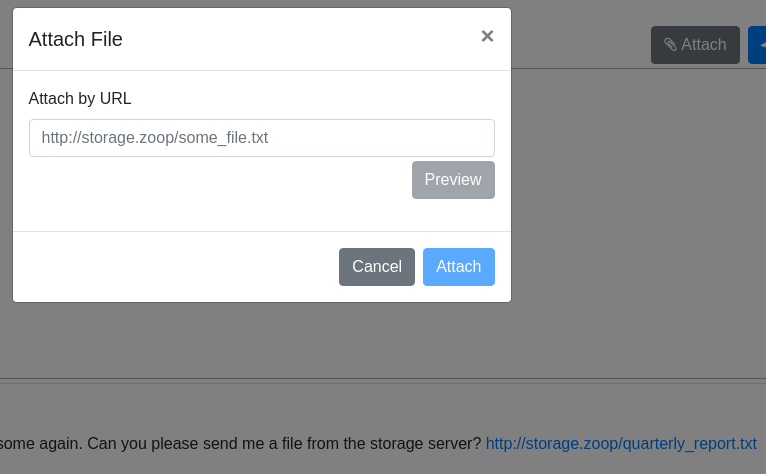 Attach File ×
Attach
Attach by URL
http://storage.zoop/some_file.txt
Preview
Cancel Attach
some again. Can you please send me a file from the storage server? http://storage.zoop/quarterly_report.txt